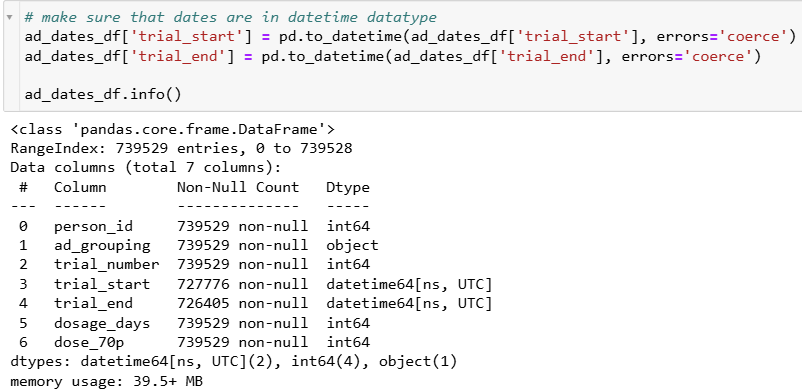 # make sure that dates are in datetime datatype
ad_dates_df['trial_start'] = pd.to_datetime(ad_dates_df['trial_start'], errors='coerce')
ad_dates_df['trial_end'] = pd.to_datetime(ad_dates_df['trial_end'], errors='coerce')

ad_dates_df.info()

<class 'pandas.core.frame.DataFrame'>
RangeIndex: 739529 entries, 0 to 739528
Data columns (total 7 columns):
 #   Column        Non-Null Count   Dtype
---  ------        --------------   -----
 0   person_id     739529 non-null  int64
 1   ad_grouping   739529 non-null  object
 2   trial_number  739529 non-null  int64
 3   trial_start   727776 non-null  datetime64[ns, UTC]
 4   trial_end     726405 non-null  datetime64[ns, UTC]
 5   dosage_days   739529 non-null  int64
 6   dose_70p      739529 non-null  int64
dtypes: datetime64[ns, UTC](2), int64(4), object(1)
memory usage: 39.5+ MB